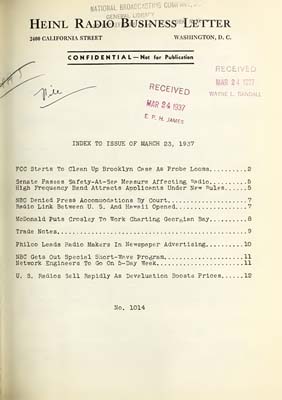 NATIONAL BROADCASTING COMPANY, INC.
GENERAL LIBRARY
HEINL RADIO BUSINESS LETTER
2400 CALIFORNIA STREET WASHINGTON, D. C.
CONFIDENTIAL—Not for Publication
RECEIVED
MAR 24 1937
WAYNE L. RANDALL
RECEIVED
MAR 24 1937
E. P. H. JAMES
File
INDEX TO ISSUE OF MARCH 23, 1937
FCC Starts To Clean Up Brooklyn Case As Probe Looms.........2
Senate Passes Safety-At-Sea Measure Affecting Radio.........5
High Frequency Band Attracts Applicants Under New Rules.....5
NBC Denied Press Accommodations By Court....................7
Radio Link Between U. S. And Hawaii Opened..................7
McDonald Puts Crosley To Work Charting Georgian Bay.........8
Trade Notes.................................................9
Philco Leads Radio Makers In Newspaper Advertising.........10
NBC Gets Out Special Short-Wave Program....................11
Network Engineers To Go On 5-Day Week......................11
U. S. Radios Sell Rapidly As Devaluation Boosts Prices.....12
No. 1014